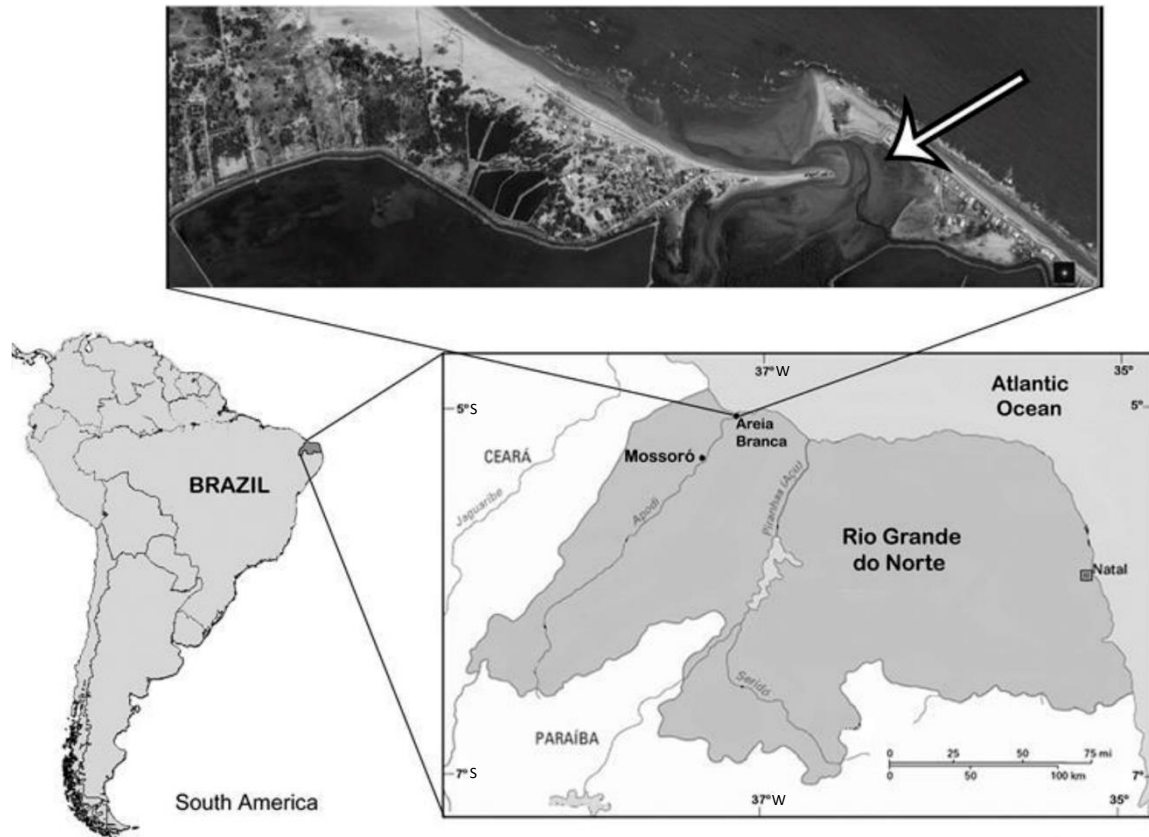 37°W
35°
Atlantic
Ocean
5°S
5°
Areia
Branca
CEARÁ
Mossoró
BRAZIL
Jaguaribe
Apodi
Piranhas (Açu)
Rio Grande
do Norte
Natal
Seridó
PARAÍBA
0 25 50 75 mi
0 50 100 km
7°S
7°
South America
37°W
35°